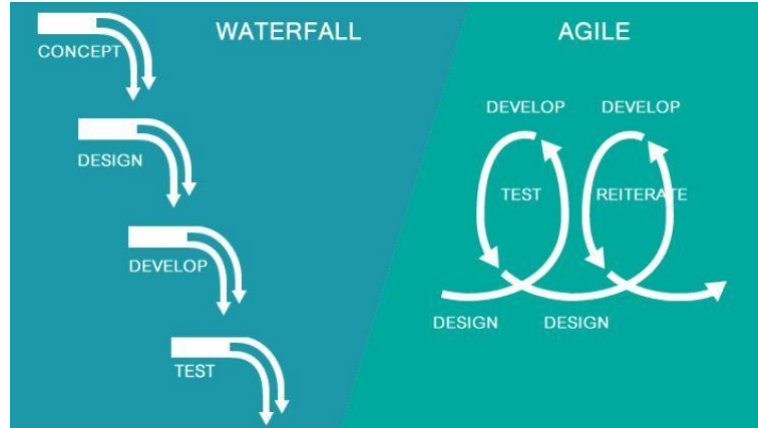 WATERFALL
CONCEPT
DESIGN
DEVELOP
TEST
AGILE
DEVELOP DEVELOP
TEST REITERATE
DESIGN DESIGN